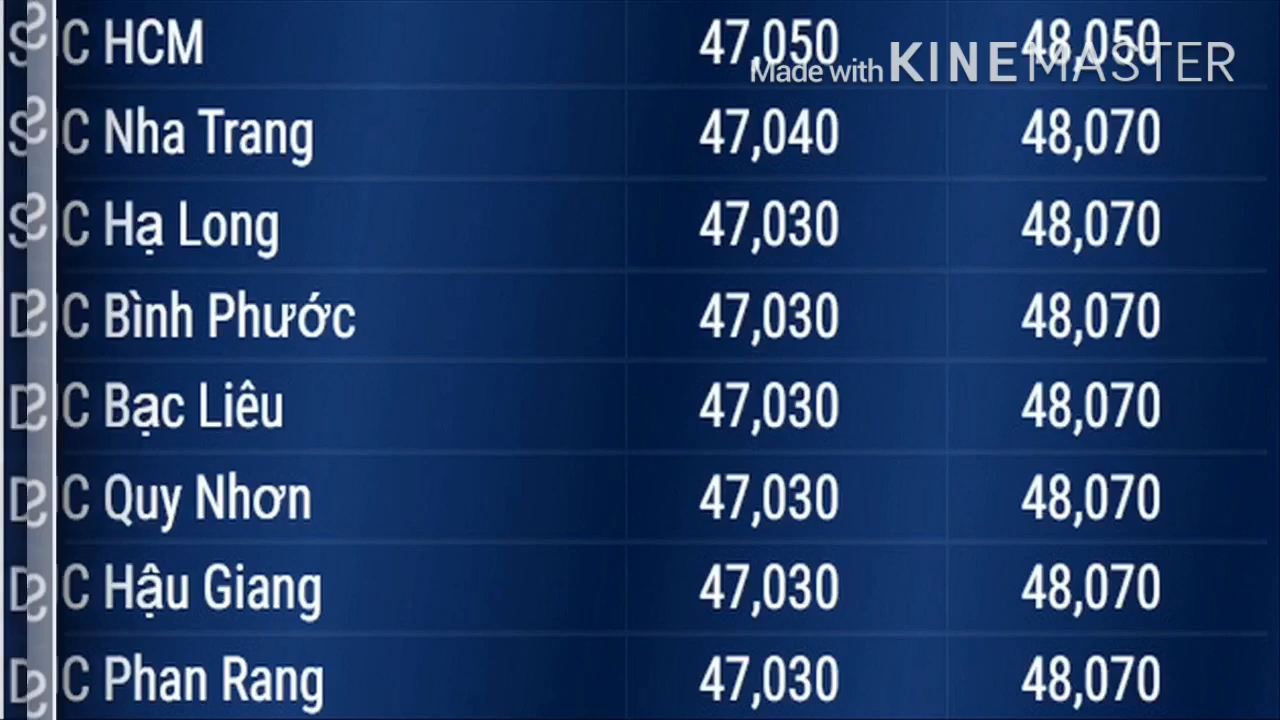 C HCM 47,050 48,050
Made with KINEMASTER
C Nha Trang 47,040 48,070
C Hạ Long 47,030 48,070
C Bình Phước 47,030 48,070
C Bạc Liêu 47,030 48,070
C Quy Nhơn 47,030 48,070
C Hậu Giang 47,030 48,070
C Phan Rang 47,030 48,070